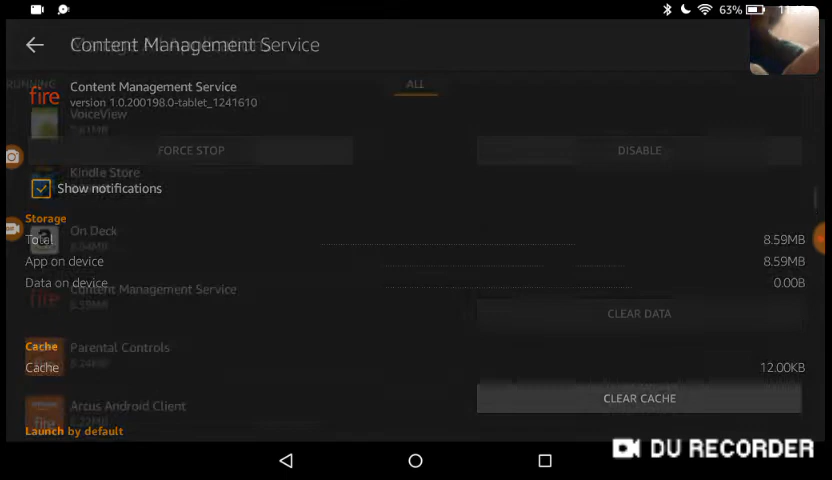 63%
Content Management Service
RUNNING
ALL
fire
Content Management Service
version 1.0.200198.0-tablet_1241610
VoiceView
FORCE STOP
DISABLE
Kindle Store
Show notifications
Storage
On Deck
Total
8.59MB
App on device
8.59MB
Data on device
0.00B
Content Management Service
CLEAR DATA
Cache
Parental Controls
Cache
12.00KB
CLEAR CACHE
Arcus Android Client
fire
Launch by default
DU RECORDER